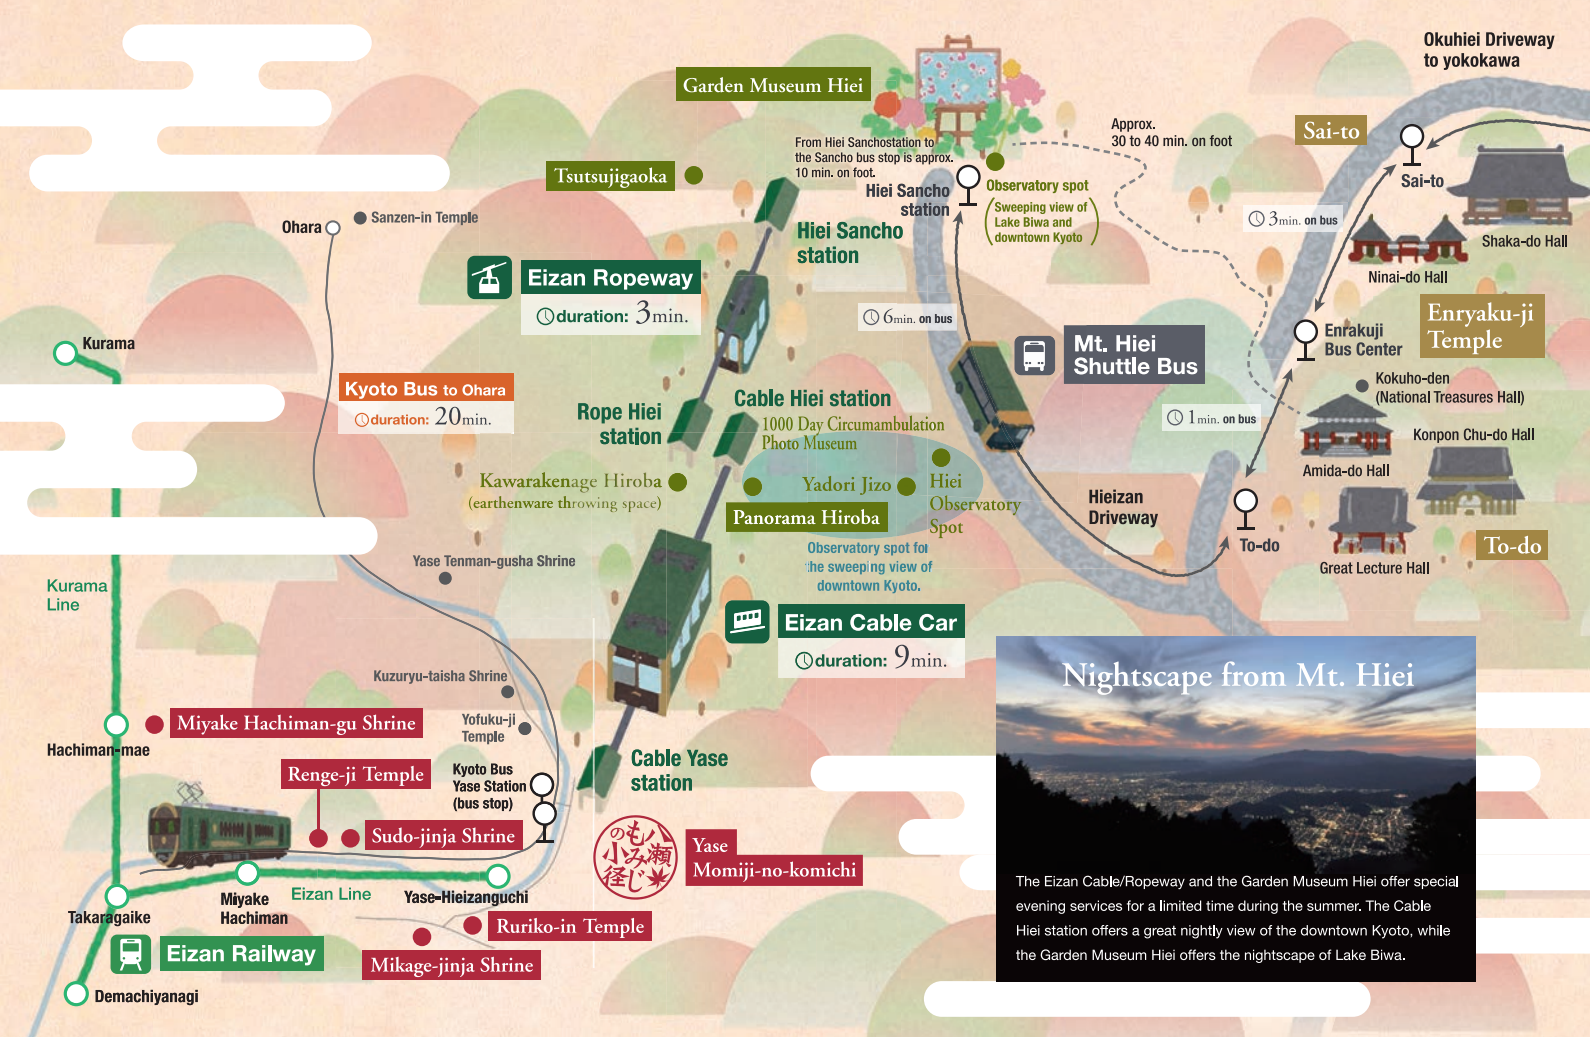 Okuhiei Driveway
to yokokawa
Garden Museum Hiei
Approx.
30 to 40 min. on foot
Sai-to
From Hiei Sanchostation to
the Sancho bus stop is approx.
10 min. on foot.
Tsutsujigaoka
Hiei Sancho
station
Observatory spot
Sweeping view of
Lake Biwa and
downtown Kyoto
Sai-to
3min. on bus
Shaka-do Hall
Ohara
Sanzen-in Temple
Hiei Sancho
station
Ninai-do Hall
Eizan Ropeway
duration: 3min.
6min. on bus
Enryaku-ji
Temple
Enrakuji
Bus Center
Mt. Hiei
Shuttle Bus
Kurama
Kyoto Bus to Ohara
duration: 20min.
Kokuho-den
(National Treasures Hall)
Rope Hiei
station
Cable Hiei station
1000 Day Circumambulation
Photo Museum
1min. on bus
Konpon Chu-do Hall
Amida-do Hall
Kawarakenage Hiroba
(earthenware throwing space)
Yadori Jizo
Hiei
Observatory
Spot
Panorama Hiroba
Hieizan
Driveway
To-do
To-do
Great Lecture Hall
Observatory spot for
the sweeping view of
downtown Kyoto.
Yase Tenman-gusha Shrine
Kurama
Line
Eizan Cable Car
duration: 9min.
Kuzuryu-taisha Shrine
Yofuku-ji
Temple
Miyake Hachiman-gu Shrine
Hachiman-mae
Renge-ji Temple
Kyoto Bus
Yase Station
(bus stop)
Cable Yase
station
Sudo-jinja Shrine
八瀬
もみじ
の小径
Yase
Momiji-no-komichi
Takaragaike
Miyake
Hachiman
Eizan Line
Yase-Hieizanguchi
Ruriko-in Temple
Mikage-jinja Shrine
Eizan Railway
Demachiyanagi
Nightscape from Mt. Hiei
The Eizan Cable/Ropeway and the Garden Museum Hiei offer special
evening services for a limited time during the summer. The Cable
Hiei station offers a great nightly view of the downtown Kyoto, while
the Garden Museum Hiei offers the nightscape of Lake Biwa.